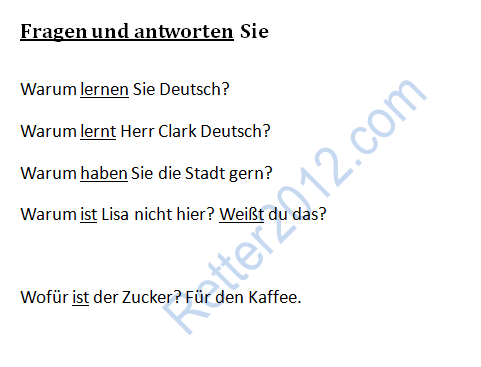 Fragen und antworten Sie
Warum lernen Sie Deutsch?
Warum lernt Herr Clark Deutsch?
Warum haben Sie die Stadt gern?
Warum ist Lisa nicht hier? Weißt du das?
Wofür ist der Zucker? Für den Kaffee.
Retter2012.com